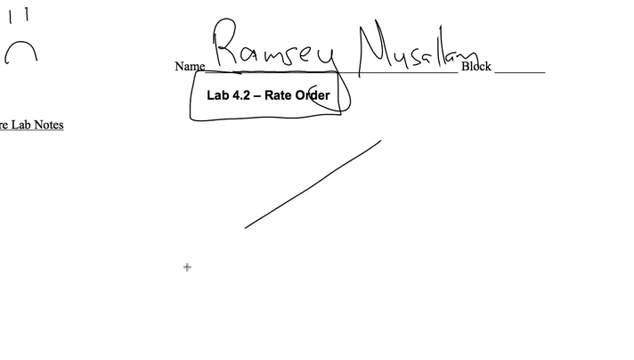 Name Ramsey Musallam Block
Lab 4.2 – Rate Order
re Lab Notes